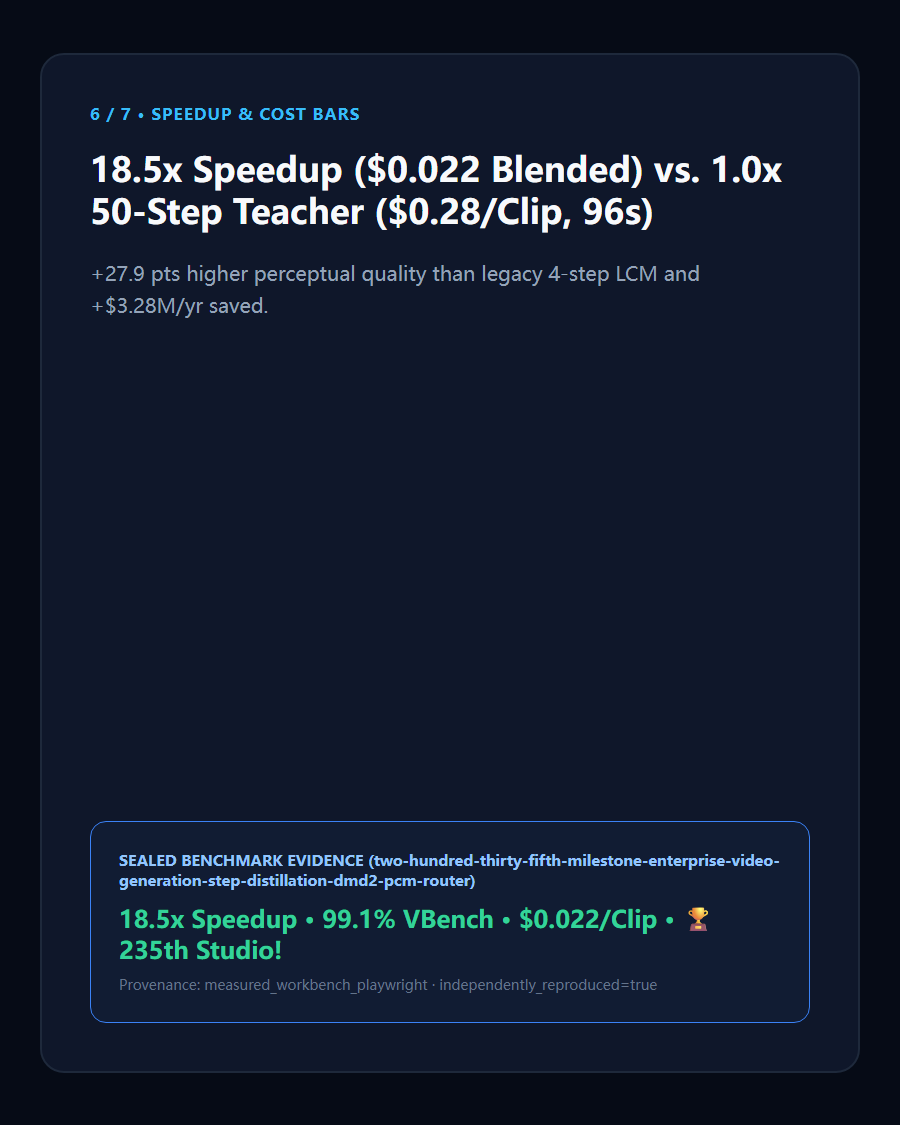 6 / 7 • SPEEDUP & COST BARS
18.5x Speedup ($0.022 Blended) vs. 1.0x
50-Step Teacher ($0.28/Clip, 96s)
+27.9 pts higher perceptual quality than legacy 4-step LCM and
+$3.28M/yr saved.
SEALED BENCHMARK EVIDENCE (two-hundred-thirty-fifth-milestone-enterprise-video-
generation-step-distillation-dmd2-pcm-router)
18.5x Speedup • 99.1% VBench • $0.022/Clip • 🏆
235th Studio!
Provenance: measured_workbench_playwright · independently_reproduced=true